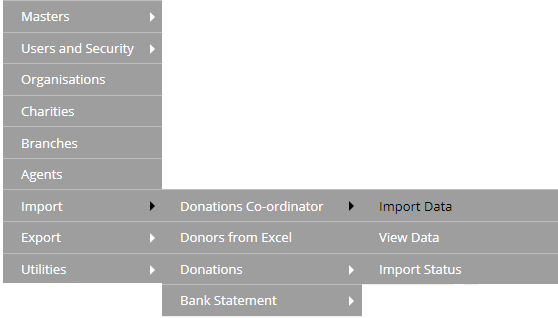 Masters
Users and Security
Organisations
Charities
Branches
Agents
Import
Donations Co-ordinator
Import Data
Export
Donors from Excel
View Data
Utilities
Donations
Import Status
Bank Statement